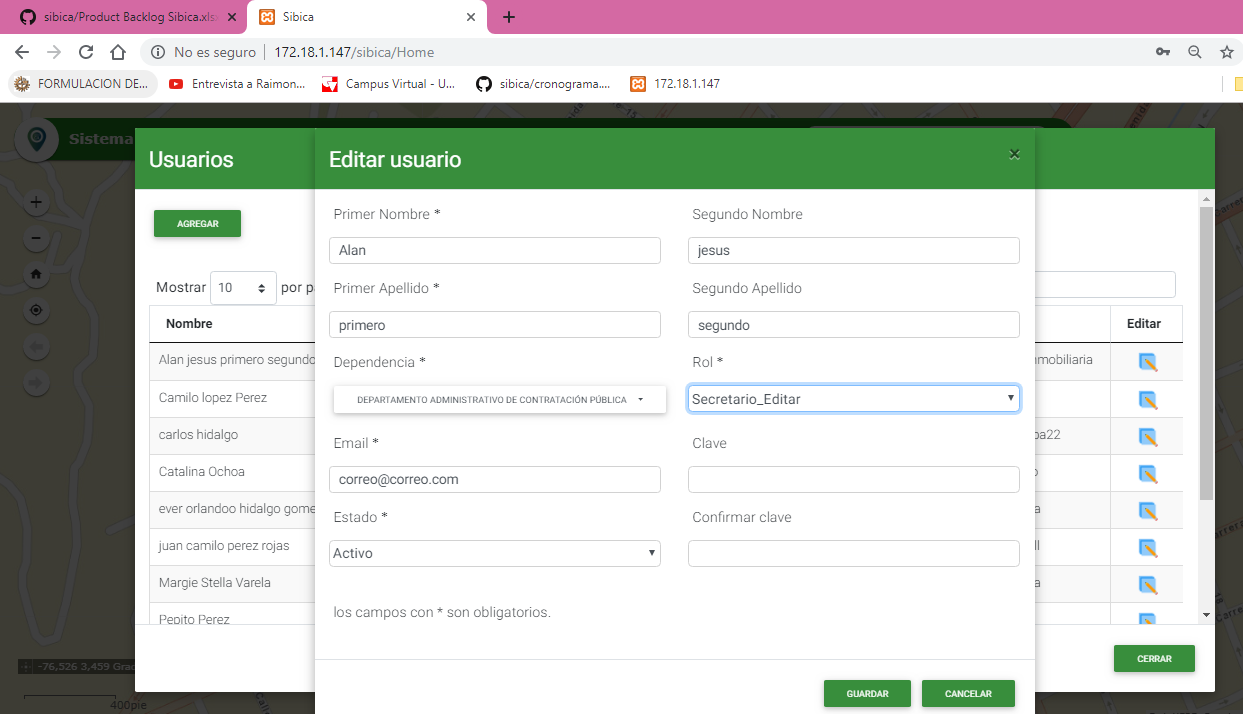 sibica/Product Backlog Sibica.xls
Sibica
No es seguro
172.18.1.147/sibica/Home
FORMULACION DE...
Entrevista a Raimon...
Campus Virtual - U...
sibica/cronograma....
172.18.1.147
Sistema
Usuarios
Editar usuario
AGREGAR
Mostrar 10 por
Nombre
Editar
Alan jesus primero segundo
Camilo lopez Perez
carlos hidalgo
Catalina Ochoa
ever orlandoo hidalgo gome
juan camilo perez rojas
Margie Stella Varela
Pepito Perez
Primer Nombre *
Segundo Nombre
Alan
jesus
Primer Apellido *
Segundo Apellido
primero
segundo
Dependencia *
Rol *
DEPARTAMENTO ADMINISTRATIVO DE CONTRATACIÓN PÚBLICA
Secretario_Editar
Email *
Clave
correo@correo.com
Estado *
Confirmar clave
Activo
los campos con * son obligatorios.
GUARDAR
CANCELAR
nmobiliaria
CERRAR
-76,526 3,459 Grad
400pie